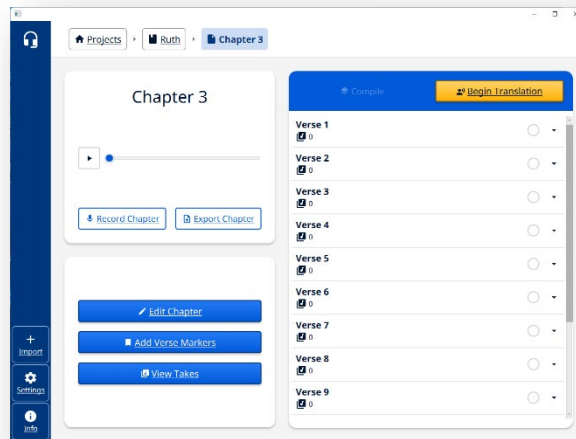 Projects Ruth Chapter 3
Chapter 3
Record Chapter Export Chapter
Edit Chapter
Add Verse Markers
View Takes
Import
Settings
Info
Compile Begin Translation
Verse 1
0
Verse 2
0
Verse 3
0
Verse 4
0
Verse 5
0
Verse 6
0
Verse 7
0
Verse 8
0
Verse 9
0